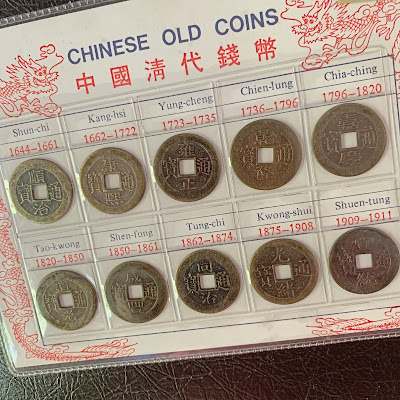 CHINESE OLD COINS
中國清代錢幣
Shun-chi
1644-1661
Kang-hsi
1662-1722
Yung-cheng
1723-1735
Chien-lung
1736-1796
Chia-ching
1796-1820
順治通寶
康熙通寶
雍正通寶
乾隆通寶
嘉慶通寶
Tao-kwong
1820-1850
Shen-fung
1850-1861
Tung-chi
1862-1874
Kwong-shui
1875-1908
Shuen-tung
1909-1911
同治通寶
光緒通寶